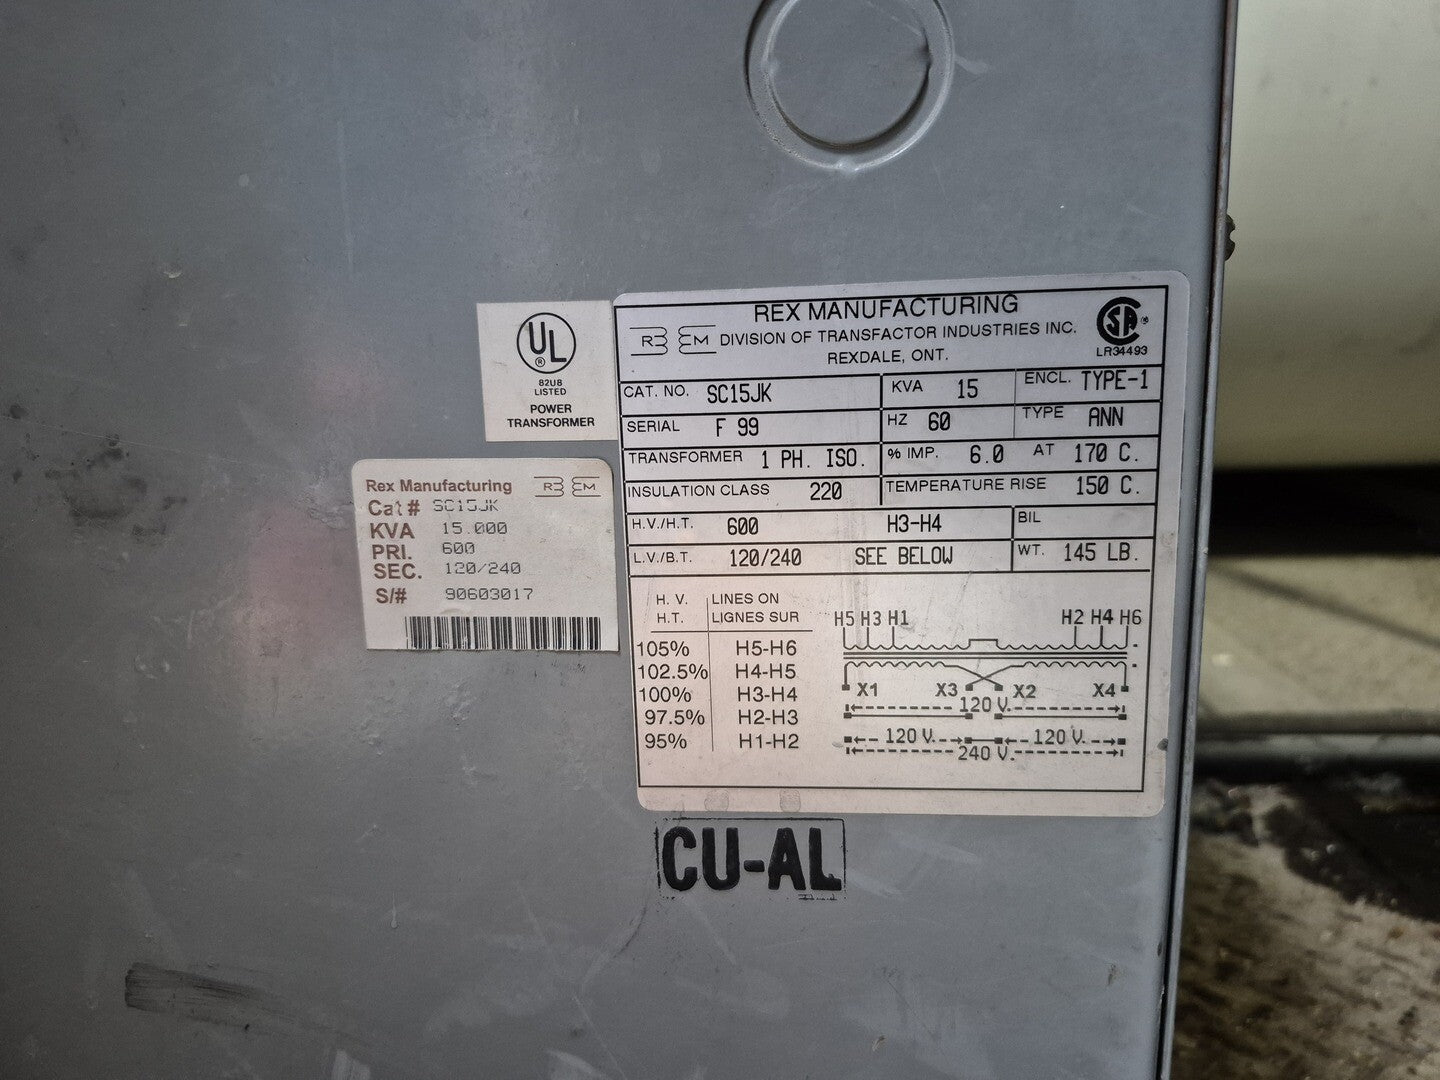 UL
®
82U8
LISTED
POWER
TRANSFORMER
Rex Manufacturing REM
Cat # SC15JK
KVA 15.000
PRI. 600
SEC. 120/240
S/# 90603017
REX MANUFACTURING
REM DIVISION OF TRANSFACTOR INDUSTRIES INC.
REXDALE, ONT.
SA ®
LR34493
CAT. NO. SC15JK KVA 15 ENCL. TYPE-1
SERIAL F 99 HZ 60 TYPE ANN
TRANSFORMER 1 PH. ISO. % IMP. 6.0 AT 170 C.
INSULATION CLASS 220 TEMPERATURE RISE 150 C.
H.V./H.T. 600 H3-H4 BIL
L.V./B.T. 120/240 SEE BELOW WT. 145 LB.
H. V. LINES ON
H.T. LIGNES SUR
105% H5-H6
102.5% H4-H5
100% H3-H4
97.5% H2-H3
95% H1-H2
H5 H3 H1 H2 H4 H6
X1 X3 X2 X4
120 V.
120 V. 120 V.
240 V.
CU-AL